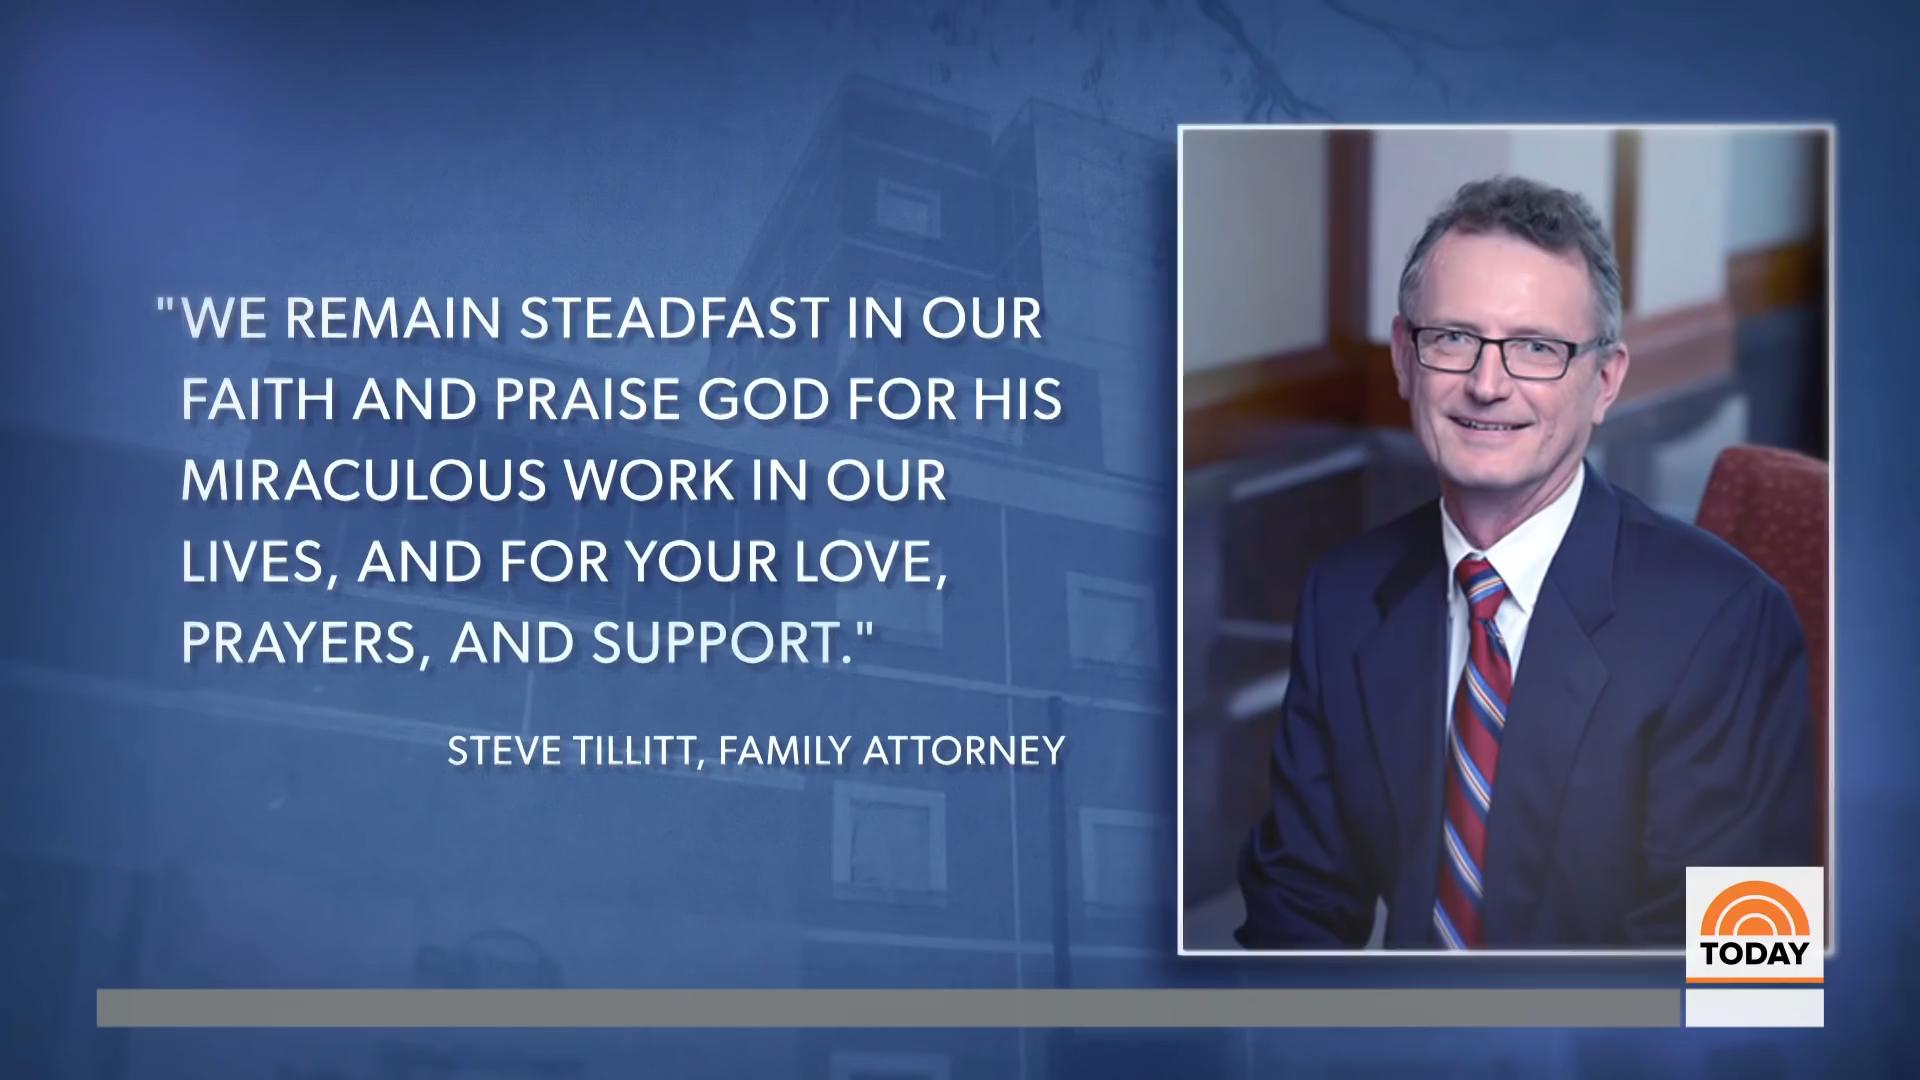 "WE REMAIN STEADFAST IN OUR
FAITH AND PRAISE GOD FOR HIS
MIRACULOUS WORK IN OUR
LIVES, AND FOR YOUR LOVE,
PRAYERS, AND SUPPORT."
STEVE TILLITT, FAMILY ATTORNEY
TODAY